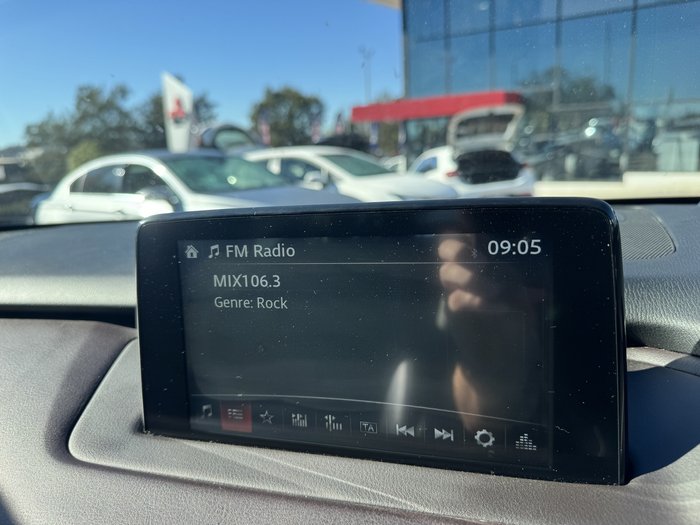 FM Radio 09:05
MIX106.3
Genre: Rock
TA